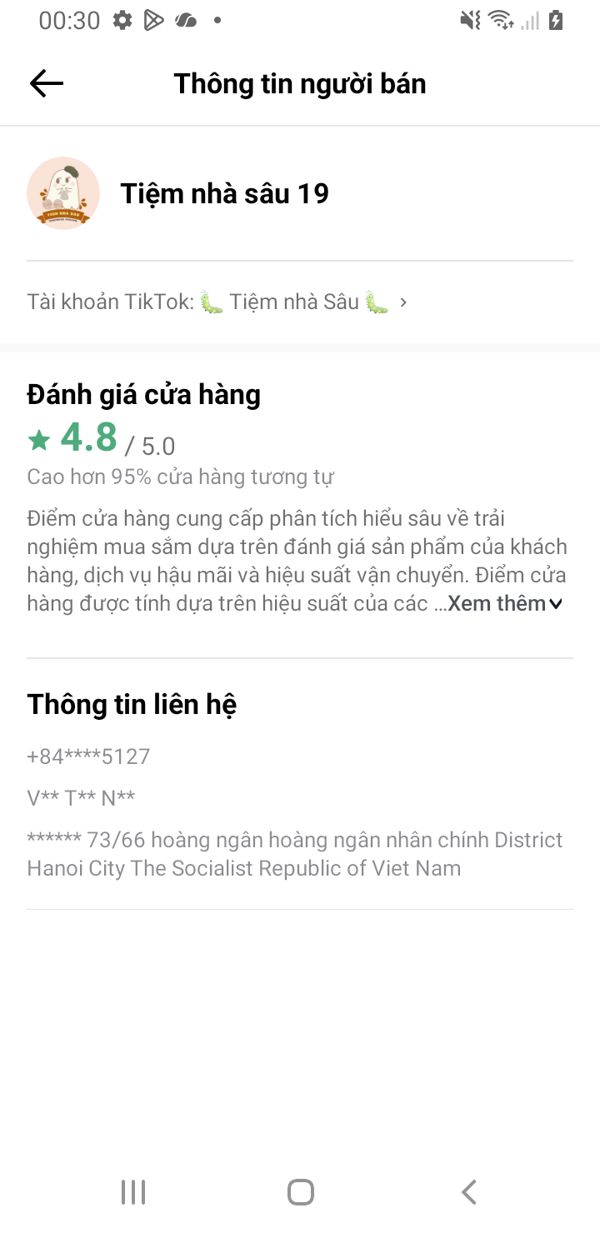 00:30
Thông tin người bán
Tiệm nhà sâu 19
Tài khoản TikTok: 🐛 Tiệm nhà Sâu 🐛 ›
Đánh giá cửa hàng
★ 4.8 / 5.0
Cao hơn 95% cửa hàng tương tự
Điểm cửa hàng cung cấp phân tích hiểu sâu về trải
nghiệm mua sắm dựa trên đánh giá sản phẩm của khách
hàng, dịch vụ hậu mãi và hiệu suất vận chuyển. Điểm cửa
hàng được tính dựa trên hiệu suất của các ...Xem thêm
Thông tin liên hệ
+84****5127
V** T** N**
****** 73/66 hoàng ngân hoàng ngân nhân chính District
Hanoi City The Socialist Republic of Viet Nam